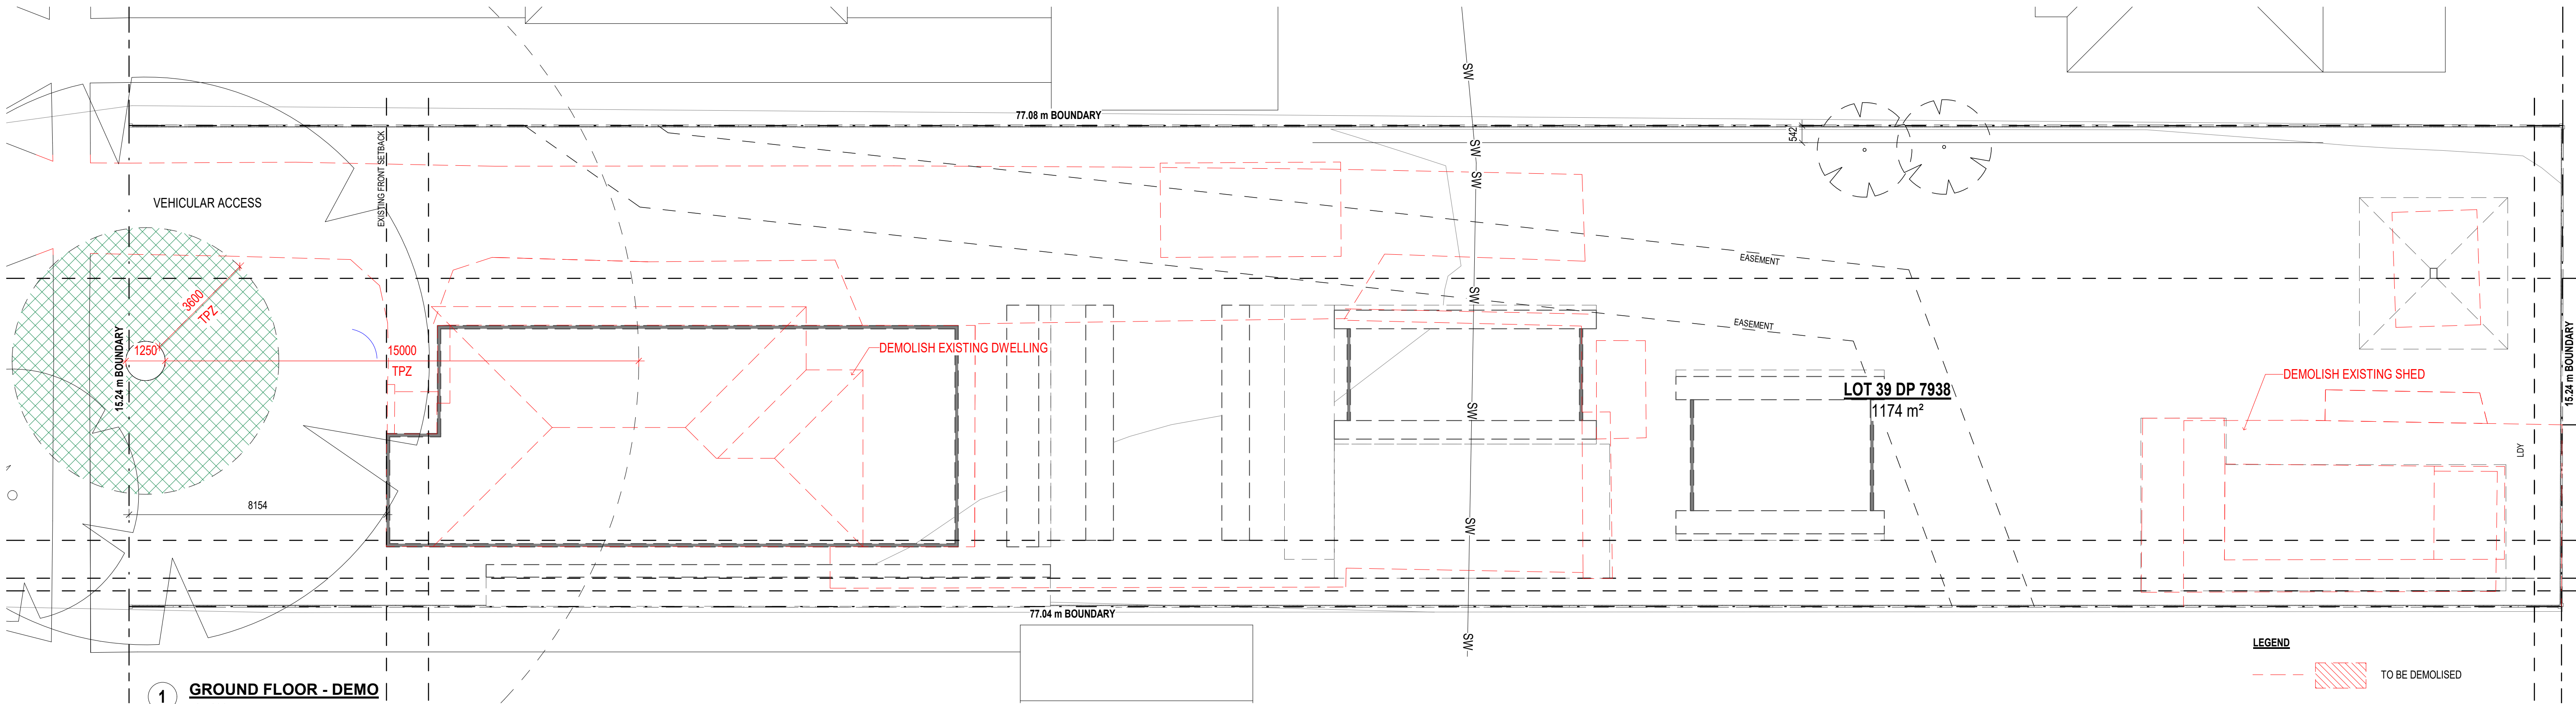 77.08 m BOUNDARY
SW
SW
SW
SW
SW
SW
SW
542
EXISTING FRONT SETBACK
VEHICULAR ACCESS
EASEMENT
EASEMENT
3600
TPZ
15.24 m BOUNDARY
1250
15000
TPZ
DEMOLISH EXISTING DWELLING
LOT 39 DP 7938
1174 m²
DEMOLISH EXISTING SHED
15.24 m BOUNDARY
LDY
8154
77.04 m BOUNDARY
LEGEND
TO BE DEMOLISED
1
GROUND FLOOR - DEMO